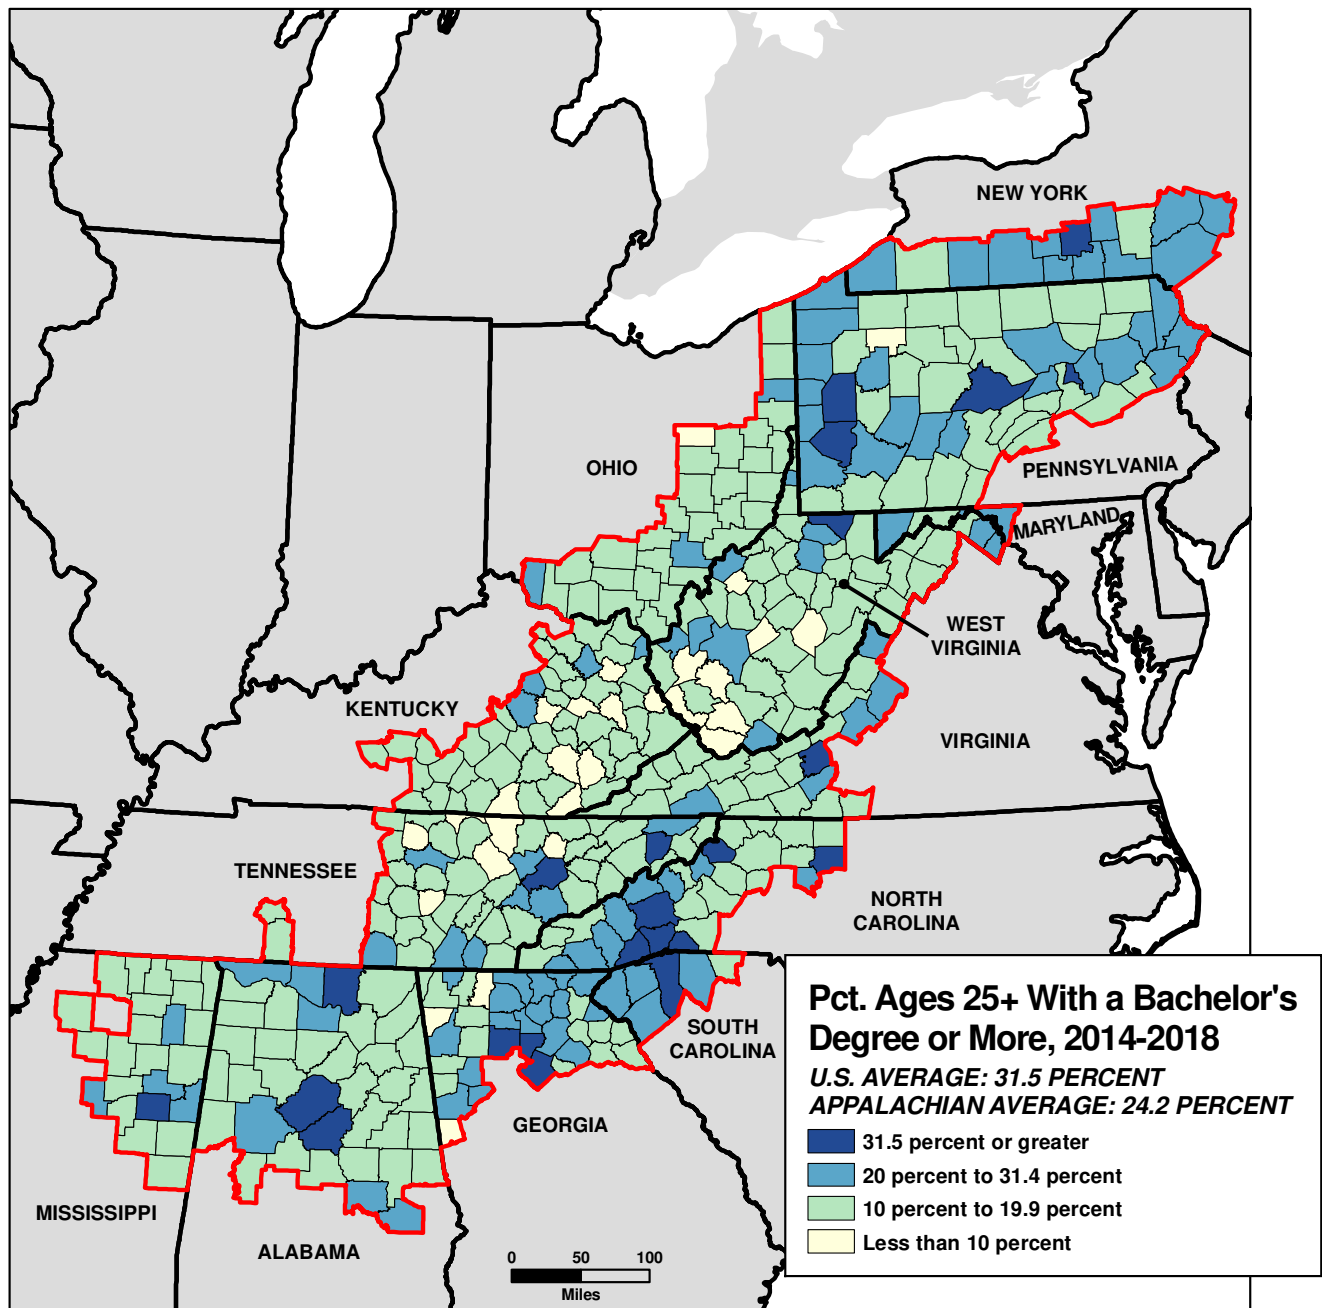 NEW YORK
PENNSYLVANIA
OHIO
MARYLAND
WEST
VIRGINIA
KENTUCKY
VIRGINIA
TENNESSEE
NORTH
CAROLINA
SOUTH
CAROLINA
GEORGIA
MISSISSIPPI
ALABAMA
0 50 100
Miles
Pct. Ages 25+ With a Bachelor's
Degree or More, 2014-2018
U.S. AVERAGE: 31.5 PERCENT
APPALACHIAN AVERAGE: 24.2 PERCENT
31.5 percent or greater
20 percent to 31.4 percent
10 percent to 19.9 percent
Less than 10 percent